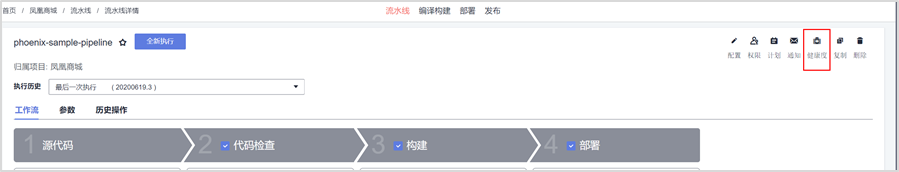 首页 / 凤凰商城 / 流水线 / 流水线详情
流水线 编译构建 部署 发布
phoenix-sample-pipeline 全新执行
配置 权限 计划 通知 健康度 复制 删除
归属项目: 凤凰商城
执行历史 最后一次执行 ( 20200619.3 )
工作流 参数 历史操作
1 源代码 2 代码检查 3 构建 4 部署